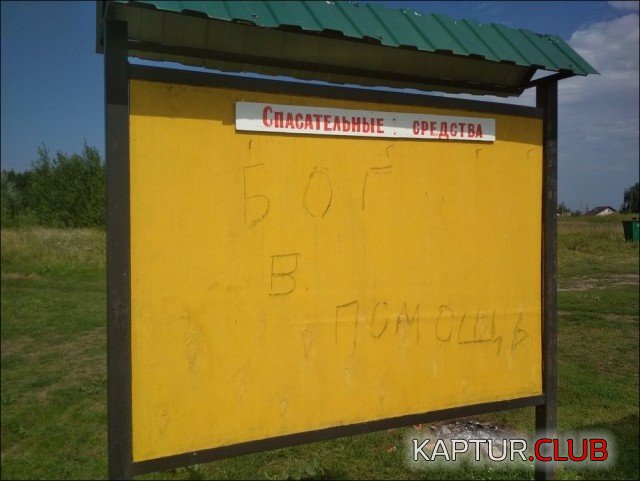 Спасательные средства
БОГ
В
ПОМОЩЬ
KAPTUR.CLUB